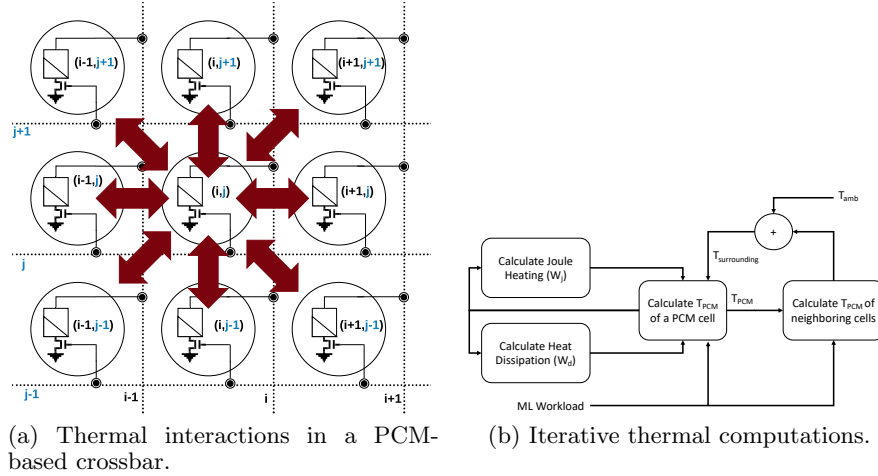 (i-1,j+1)
(i,j+1)
(i+1,j+1)
j+1
(i-1,j)
(i,j)
(i+1,j)
j
(i-1,j-1)
(i,j-1)
(i+1,j-1)
j-1
i-1
i
i+1
(a) Thermal interactions in a PCM-
based crossbar.
T_amb
+
T_surrounding
Calculate Joule
Heating (W_j)
Calculate T_PCM
of a PCM cell
T_PCM
Calculate T_PCM of
neighboring cells
Calculate Heat
Dissipation (W_d)
ML Workload
(b) Iterative thermal computations.